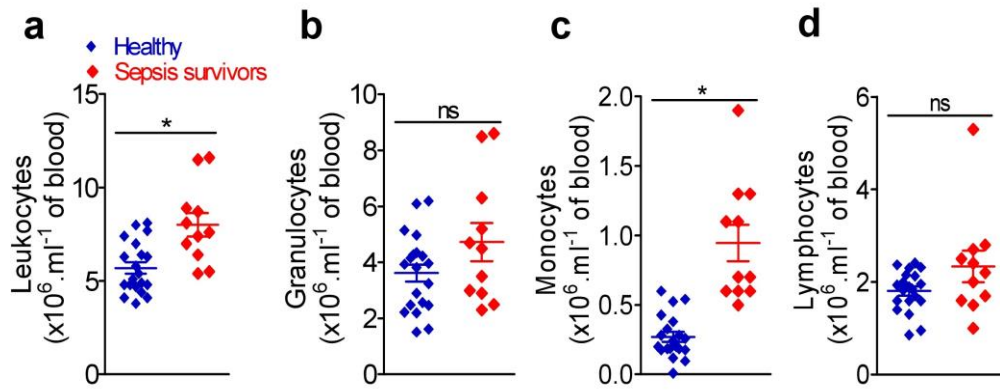 a
Healthy
Sepsis survivors
Leukocytes
(x10⁶.ml⁻¹ of blood)
15
10
5
0
*
b
Granulocytes
(x10⁶.ml⁻¹ of blood)
10
8
6
4
2
0
ns
c
Monocytes
(x10⁶.ml⁻¹ of blood)
2.0
1.5
1.0
0.5
0.0
*
d
Lymphocytes
(x10⁶.ml⁻¹ of blood)
6
4
2
0
ns